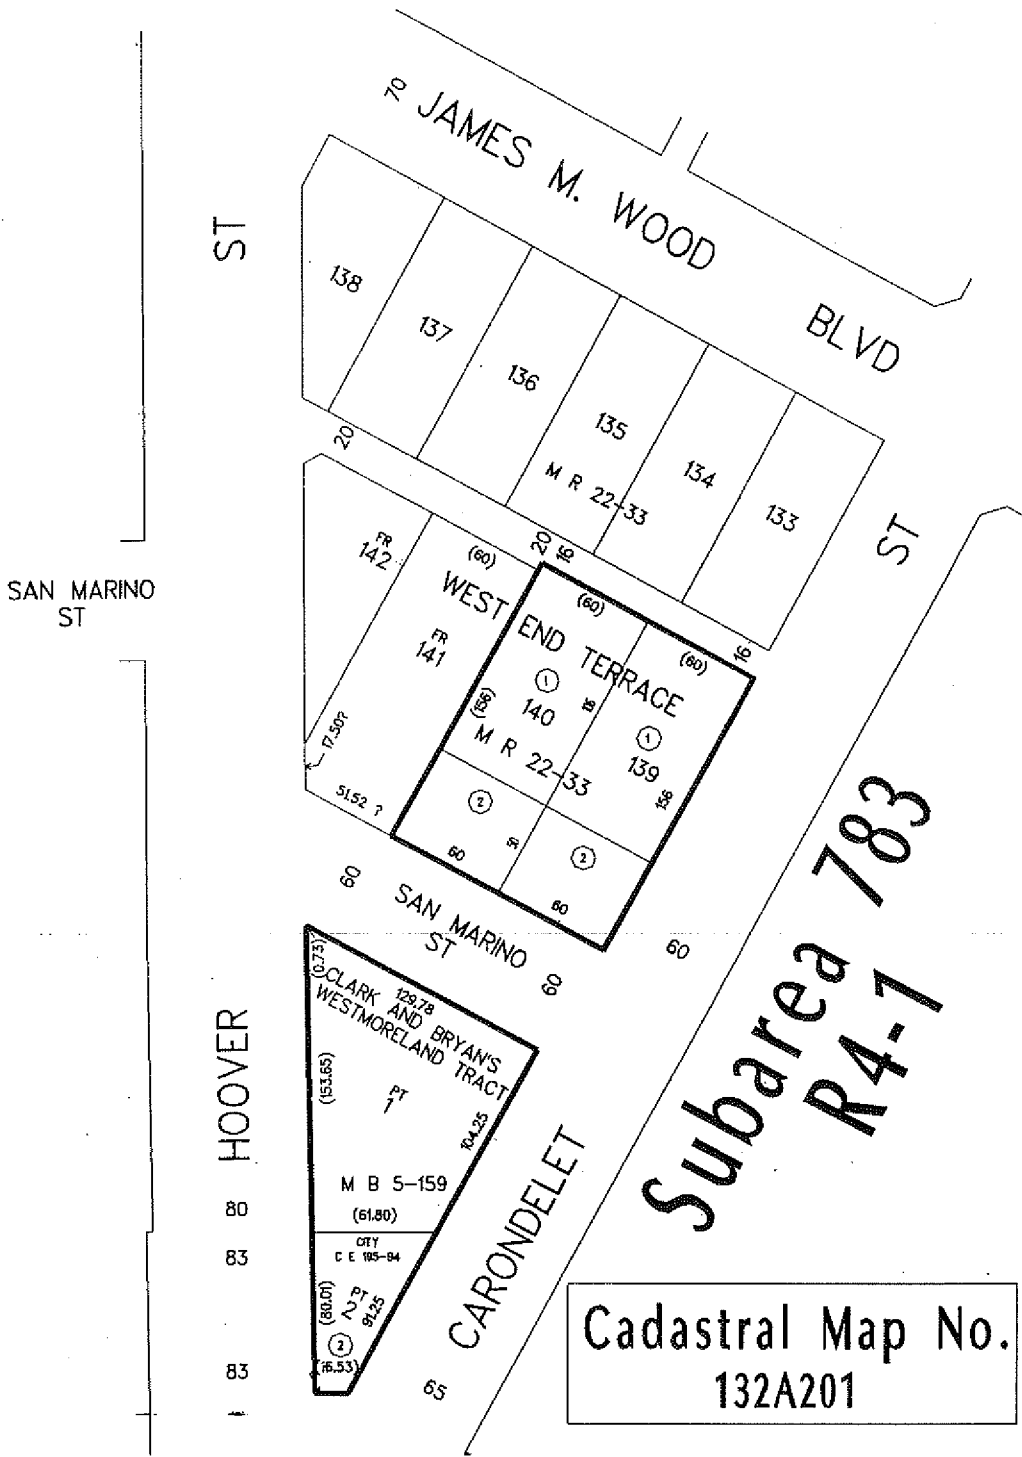 70
JAMES M. WOOD
BLVD
ST
138
137
136
135
134
133
M R 22-33
20
20
16
16
ST
SAN MARINO
ST
FR
142
FR
141
(60)
(60)
(60)
WEST END TERRACE
1
140
1
139
(156)
156
M R 22-33
17.50?
51.52 ?
2
2
50
60
60
60
SAN MARINO
ST
60
60
Subarea 783
R4-1
(0.73)
129.78
CLARK AND BRYAN'S
WESTMORELAND TRACT
(153.65)
PT
1
104.25
M B 5-159
(61.80)
CITY
C E 195-94
(80.01)
PT
2
91.25
2
(16.53)
HOOVER
80
83
83
CARONDELET
65
Cadastral Map No.
132A201